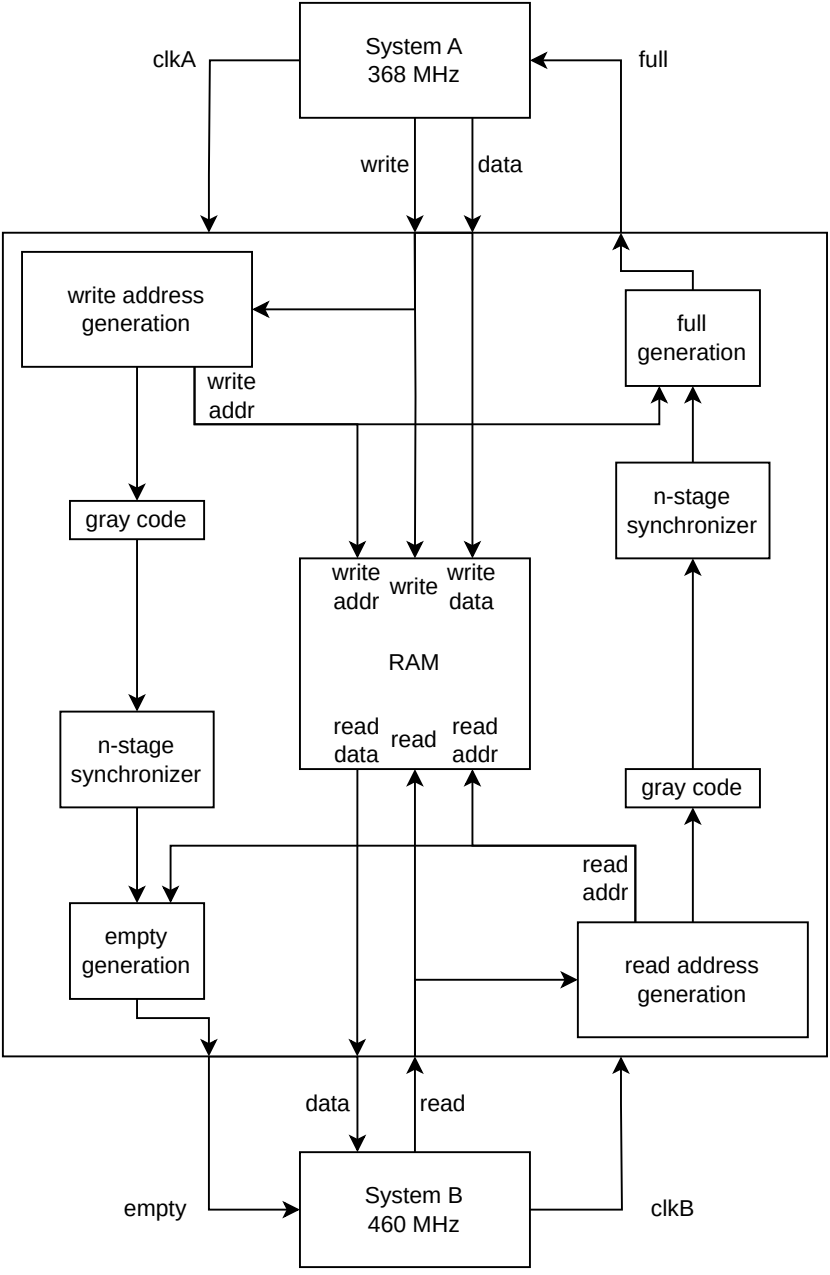 System A
368 MHz
clkA
full
write
data
write address
generation
full
generation
write
addr
n-stage
synchronizer
gray code
write
addr
write
write
data
RAM
read
data
read
read
addr
n-stage
synchronizer
gray code
read
addr
empty
generation
read address
generation
data
read
System B
460 MHz
empty
clkB